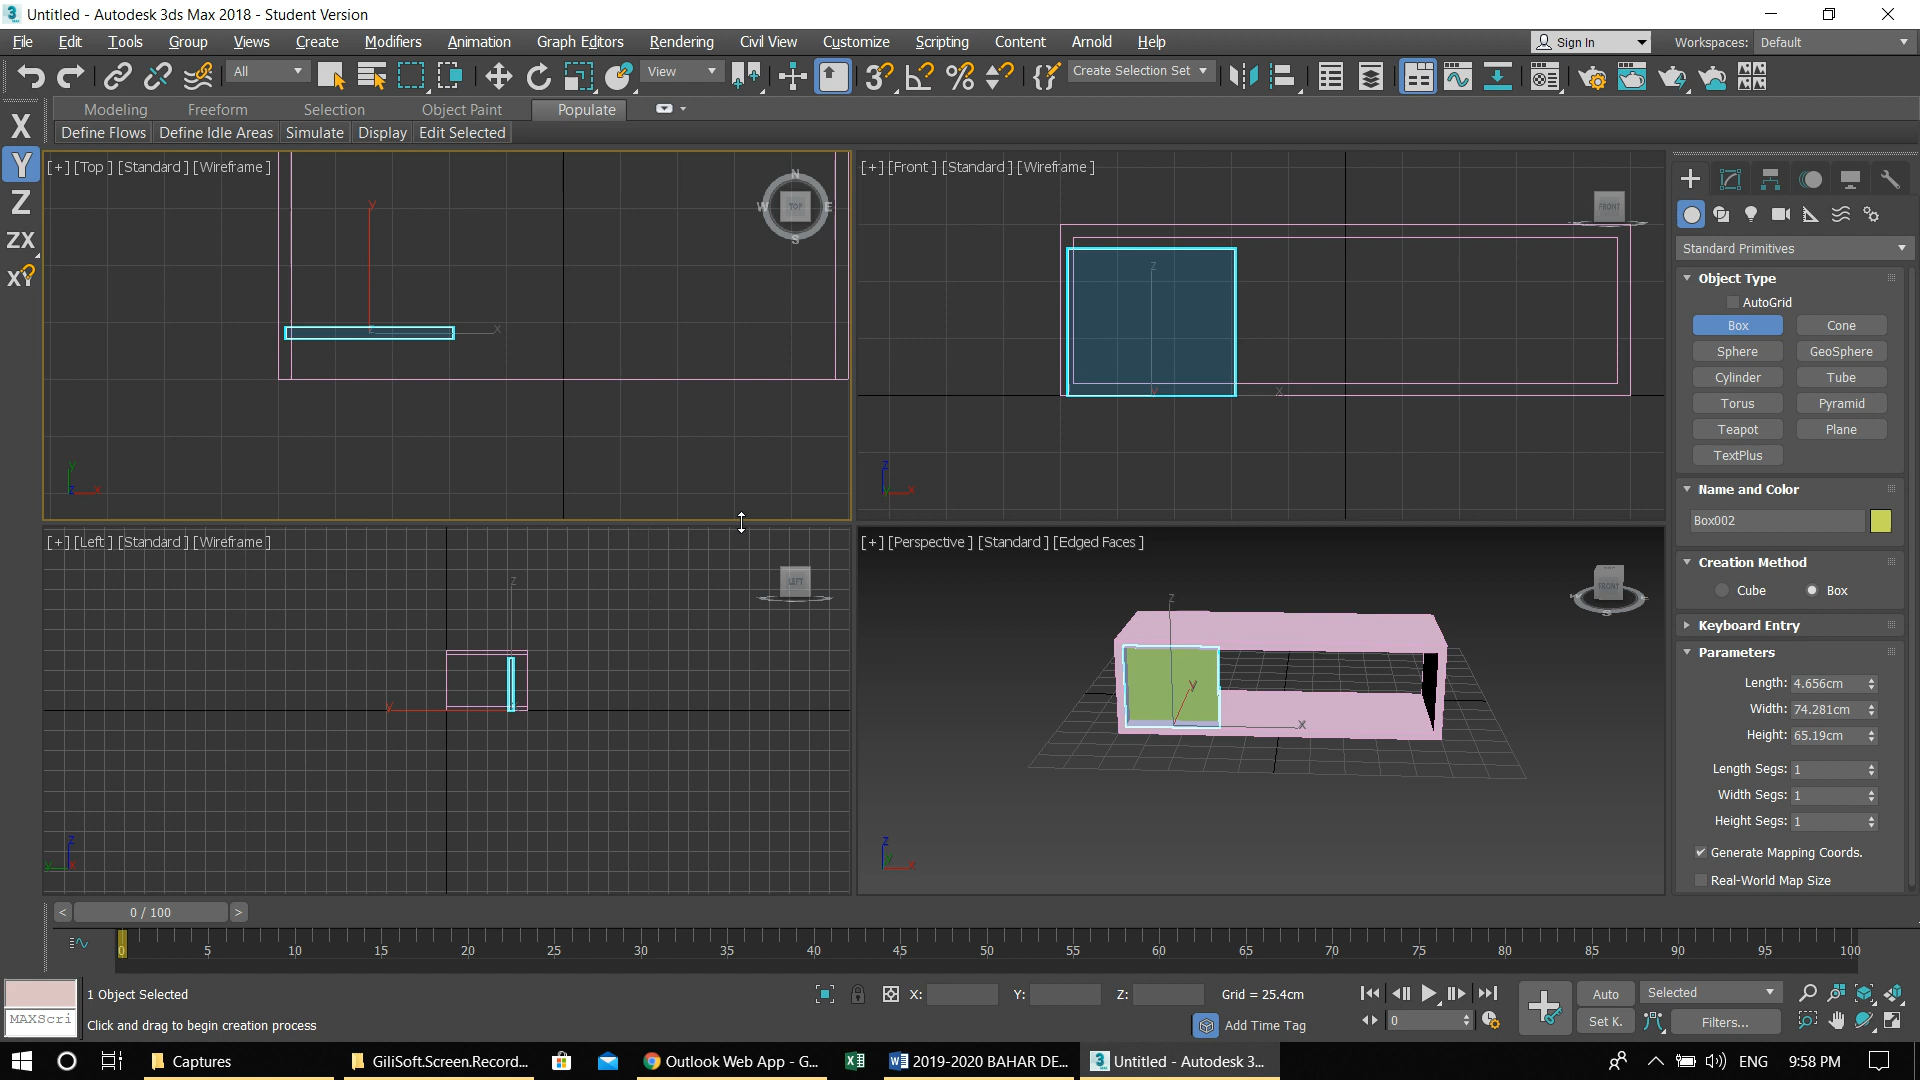 Untitled - Autodesk 3ds Max 2018 - Student Version
File Edit Tools Group Views Create Modifiers Animation Graph Editors Rendering Civil View Customize Scripting Content Arnold Help Sign In Workspaces: Default
All View Create Selection Set
Modeling Freeform Selection Object Paint Populate
Define Flows Define Idle Areas Simulate Display Edit Selected
X
Y
Z
ZX
XY
[+] [Top ] [Standard ] [Wireframe ]
N
W TOP E
S
y
x
y
z x
[+] [Front ] [Standard ] [Wireframe ]
FRONT
z
y x
z
y x
[+] [Left ] [Standard ] [Wireframe ]
LEFT
z
y
z
y x
[+] [Perspective ] [Standard ] [Edged Faces ]
FRONT
S
z
y
x
z
y x
Standard Primitives
Object Type
AutoGrid
Box Cone
Sphere GeoSphere
Cylinder Tube
Torus Pyramid
Teapot Plane
TextPlus
Name and Color
Box002
Creation Method
Cube Box
Keyboard Entry
Parameters
Length: 4.656cm
Width: 74.281cm
Height: 65.19cm
Length Segs: 1
Width Segs: 1
Height Segs: 1
Generate Mapping Coords.
Real-World Map Size
< 0 / 100 >
0 5 10 15 20 25 30 35 40 45 50 55 60 65 70 75 80 85 90 95 100
1 Object Selected X: Y: Z: Grid = 25.4cm Auto Selected
MAXScri Click and drag to begin creation process Add Time Tag 0 Set K. Filters...
Captures GiliSoft.Screen.Record... Outlook Web App - G... 2019-2020 BAHAR DE... Untitled - Autodesk 3... ENG 9:58 PM